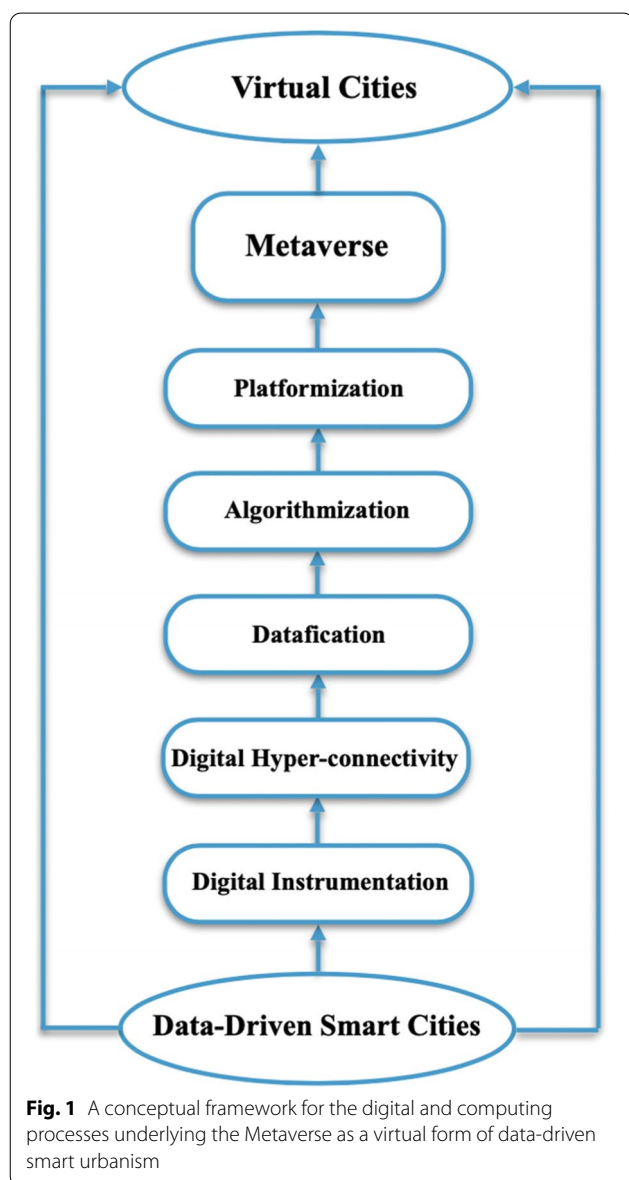 Virtual Cities
Metaverse
Platformization
Algorithmization
Datafication
Digital Hyper-connectivity
Digital Instrumentation
Data-Driven Smart Cities
Fig. 1 A conceptual framework for the digital and computing
processes underlying the Metaverse as a virtual form of data-driven
smart urbanism